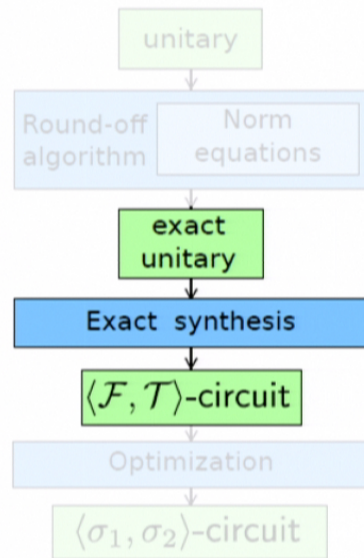 unitary
Round-off
algorithm
Norm
equations
exact
unitary
Exact synthesis
⟨ℱ, 𝒯⟩-circuit
Optimization
⟨σ₁, σ₂⟩-circuit